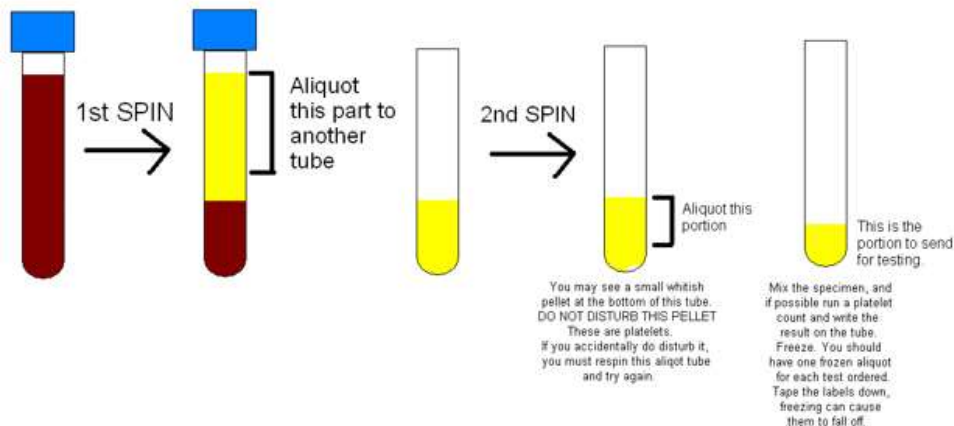 1st SPIN
Aliquot
this part to
another
tube
2nd SPIN
Aliquot this
portion
This is the
portion to send
for testing.
You may see a small whitish
pellet at the bottom of this tube.
DO NOT DISTURB THIS PELLET
These are platelets.
If you accidentally do disturb it,
you must respin this aliqot tube
and try again
Mix the specimen, and
if possible run a platelet
count and write the
result on the tube.
Freeze. You should
have one frozen aliquot
for each test ordered.
Tape the labels down,
freezing can cause
them to fall off.